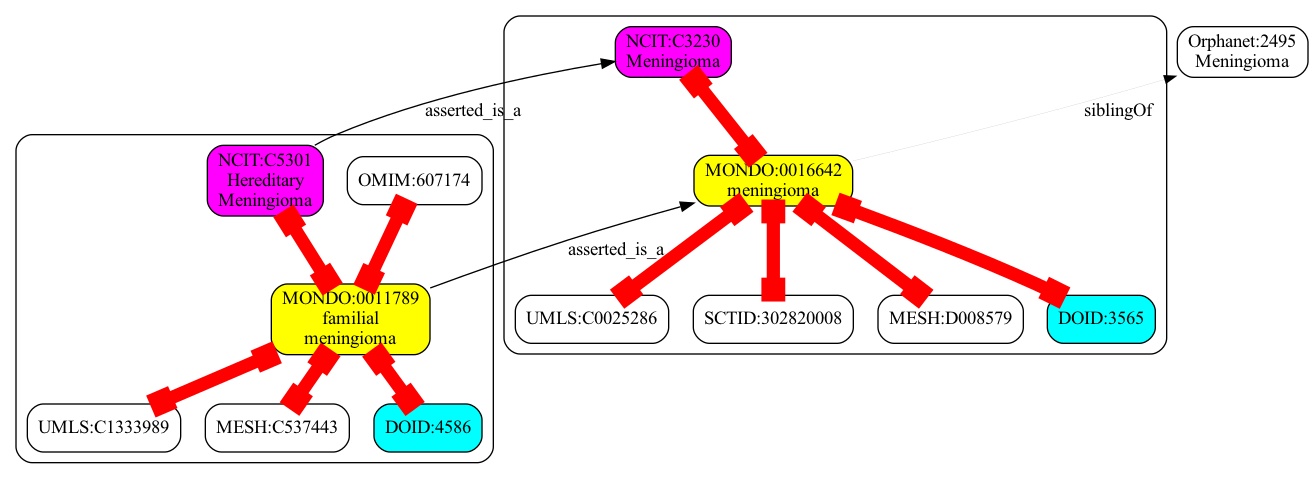 NCIT:C3230
Meningioma
Orphanet:2495
Meningioma
asserted_is_a
siblingOf
NCIT:C5301
Hereditary
Meningioma
OMIM:607174
MONDO:0016642
meningioma
asserted_is_a
MONDO:0011789
familial
meningioma
UMLS:C0025286
SCTID:302820008
MESH:D008579
DOID:3565
UMLS:C1333989
MESH:C537443
DOID:4586